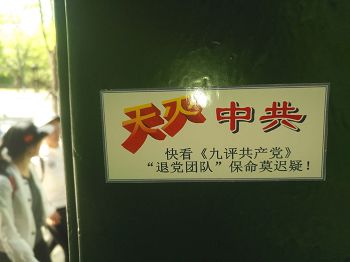 天灭中共
快看《九评共产党》
“退党团队”保命莫迟疑！